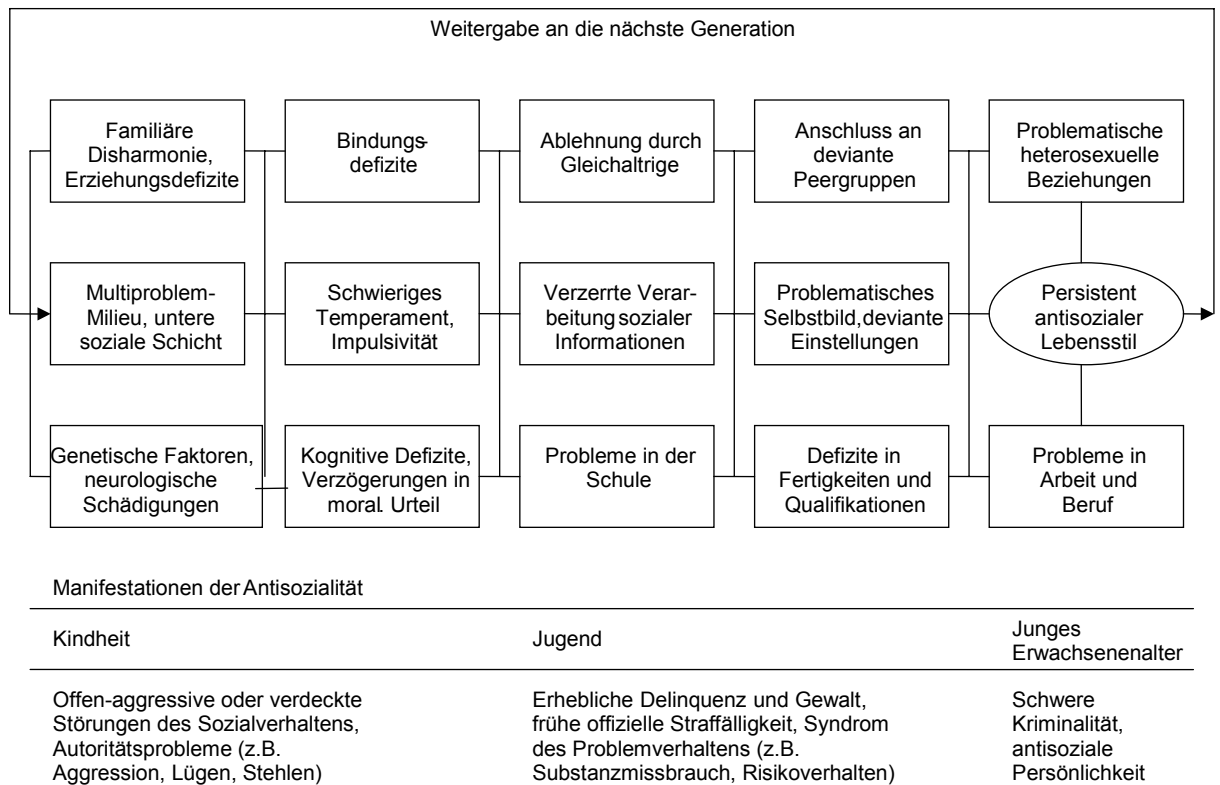 Weitergabe an die nächste Generation
Familiäre
Disharmonie,
Erziehungsdefizite
Bindungs-
defizite
Ablehnung durch
Gleichaltrige
Anschluss an
deviante
Peergruppen
Problematische
heterosexuelle
Beziehungen
Multiproblem-
Milieu, untere
soziale Schicht
Schwieriges
Temperament,
Impulsivität
Verzerrte Verar-
beitung sozialer
Informationen
Problematisches
Selbstbild, deviante
Einstellungen
Persistent
antisozialer
Lebensstil
Genetische Faktoren,
neurologische
Schädigungen
Kognitive Defizite,
Verzögerungen in
moral. Urteil
Probleme in der
Schule
Defizite in
Fertigkeiten und
Qualifikationen
Probleme in
Arbeit und
Beruf
Manifestationen der Antisozialität
Kindheit
Jugend
Junges
Erwachsenenalter
Offen-aggressive oder verdeckte
Störungen des Sozialverhaltens,
Autoritätsprobleme (z.B.
Aggression, Lügen, Stehlen)
Erhebliche Delinquenz und Gewalt,
frühe offizielle Straffälligkeit, Syndrom
des Problemverhaltens (z.B.
Substanzmissbrauch, Risikoverhalten)
Schwere
Kriminalität,
antisoziale
Persönlichkeit